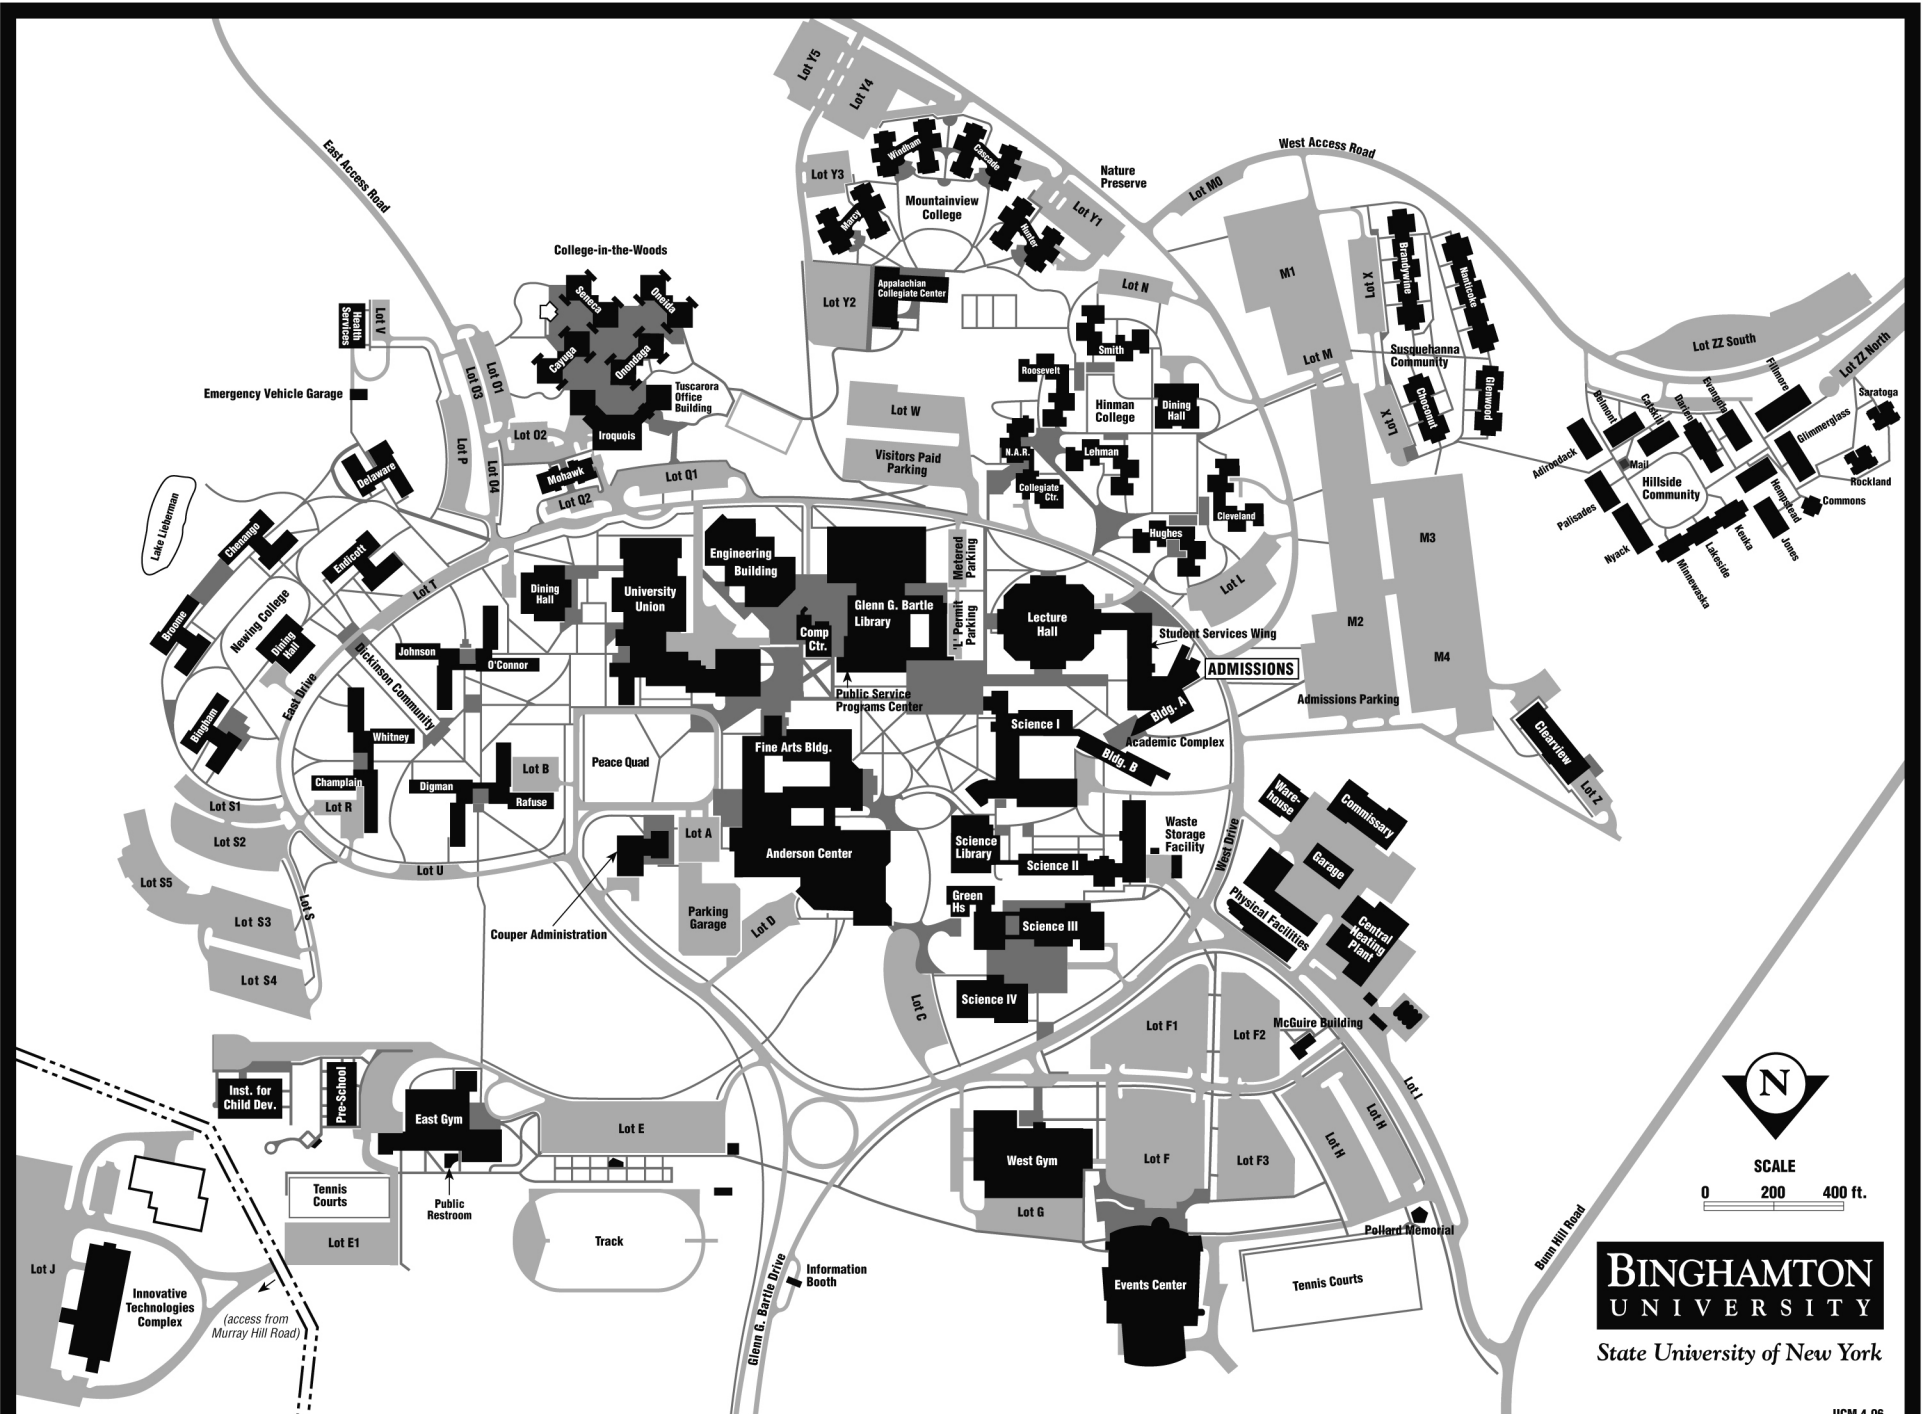 Lot Y5
Lot Y4
Windham
Cascade
Lot Y3
Marcy
Mountainview
College
Hunter
Lot Y1
Nature
Preserve
West Access Road
Lot M0
East Access Road
College-in-the-Woods
Seneca
Oneida
Cayuga
Onondaga
Iroquois
Tuscarora
Office
Building
Health
Services
Lot V
Emergency Vehicle Garage
Lot O3
Lot O1
Lot O2
Lot P
Lot O4
Mohawk
Lot Q2
Lot Q1
Lot Y2
Appalachian
Collegiate Center
Lot N
Smith
Roosevelt
Hinman
College
Dining
Hall
Lot W
Visitors Paid
Parking
N.A.R.
Lehman
Collegiate
Ctr.
Cleveland
Hughes
Lot L
M1
Lot X
Brandywine
Nanticoke
Lot M
Susquehanna
Community
Lot X
Choconut
Glenwood
M3
M2
M4
Admissions Parking
Lot ZZ South
Lot ZZ North
Belmont
Catskill
Darien
Evangola
Fillmore
Saratoga
Glimmerglass
Adirondack
Mail
Hillside
Community
Rockland
Commons
Hempstead
Palisades
Nyack
Minnewaska
Lakeside
Keuka
Jones
Lake Lieberman
Delaware
Chenango
Endicott
Broome
Newing College
Dining
Hall
Bingham
East Drive
Lot T
Dickinson Community
Johnson
O'Connor
Whitney
Champlain
Digman
Rafuse
Lot B
Lot R
Lot S1
Lot S2
Lot S5
Lot S3
Lot S
Lot S4
Lot U
Dining
Hall
University
Union
Engineering
Building
Comp
Ctr.
Glenn G. Bartle
Library
Metered
Parking
'L' Permit
Parking
Lecture
Hall
Student Services Wing
ADMISSIONS
Public Service
Programs Center
Bldg. A
Academic Complex
Bldg. B
Science I
Peace Quad
Fine Arts Bldg.
Lot A
Anderson Center
Science
Library
Science II
Waste
Storage
Facility
West Drive
Green
Hs
Science III
Science IV
Couper Administration
Parking
Garage
Lot D
Lot C
Ware-
house
Commissary
Garage
Physical Facilities
Central
Heating
Plant
Clearview
Lot Z
Lot F1
Lot F2
McGuire Building
Lot I
Lot H
Lot H
Lot F
Lot F3
West Gym
Lot G
Events Center
Pollard Memorial
Tennis Courts
Inst. for
Child Dev.
Pre-School
East Gym
Lot E
Public
Restroom
Tennis
Courts
Lot E1
Track
Lot J
Innovative
Technologies
Complex
(access from
Murray Hill Road)
Glenn G. Bartle Drive
Information
Booth
Bunn Hill Road
N
SCALE
0 200 400 ft.
BINGHAMTON
UNIVERSITY
State University of New York